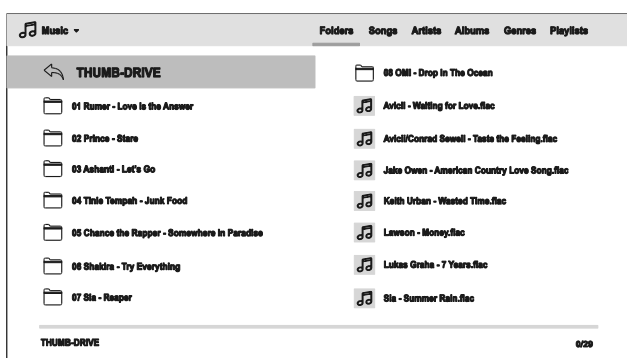 Music
Folders Songs Artists Albums Genres Playlists
THUMB-DRIVE
01 Rumer - Love is the Answer
02 Prince - Stare
03 Ashanti - Let's Go
04 Tinie Tempah - Junk Food
05 Chance the Rapper - Somewhere in Paradise
06 Shakira - Try Everything
07 Sia - Reaper
08 OMI - Drop in The Ocean
Avicii - Waiting for Love.flac
Avicii/Conrad Sewell - Taste the Feeling.flac
Jake Owen - American Country Love Song.flac
Keith Urban - Wasted Time.flac
Lawson - Money.flac
Lukas Graha - 7 Years.flac
Sia - Summer Rain.flac
THUMB-DRIVE
0/29